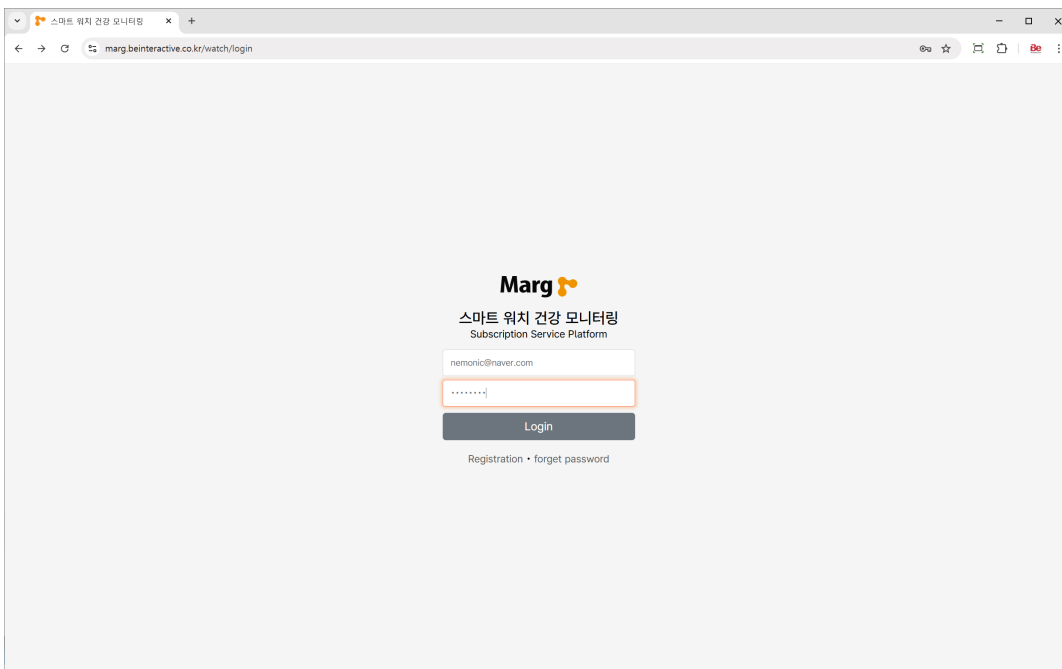 스마트 워치 건강 모니터링
marg.beinteractive.co.kr/watch/login
Be
Marg
스마트 워치 건강 모니터링
Subscription Service Platform
nemonic@naver.com
••••••••
Login
Registration • forget password